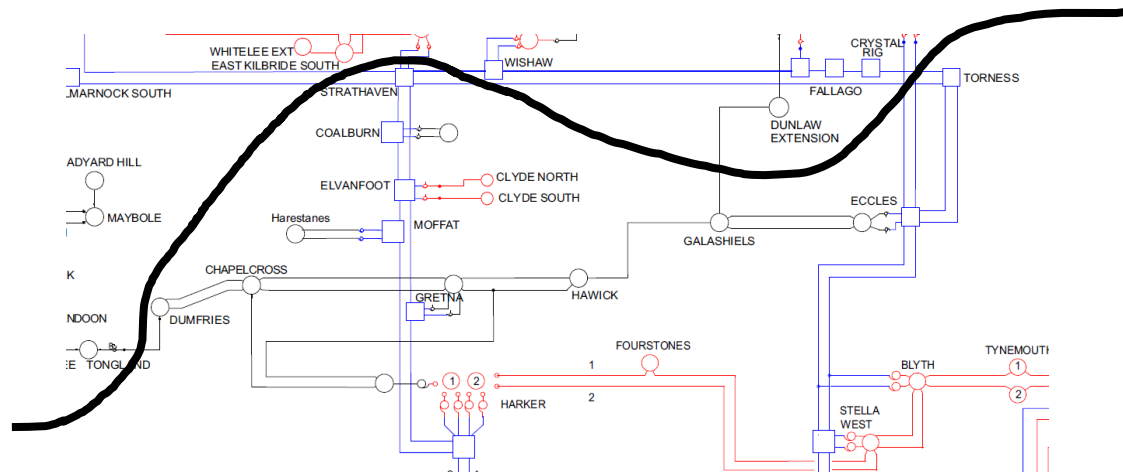 CRYSTAL
RIG
WHITELEE EXT
EAST KILBRIDE SOUTH
WISHAW
TORNESS
LMARNOCK SOUTH
STRATHAVEN
FALLAGO
COALBURN
DUNLAW
EXTENSION
ADYARD HILL
ELVANFOOT
CLYDE NORTH
CLYDE SOUTH
ECCLES
MAYBOLE
Harestanes
MOFFAT
GALASHIELS
K
CHAPELCROSS
GRETNA
HAWICK
NDOON
DUMFRIES
EE TONGLAND
FOURSTONES
TYNEMOUTH
1
BLYTH
1
1 2
2
HARKER
2
STELLA
WEST